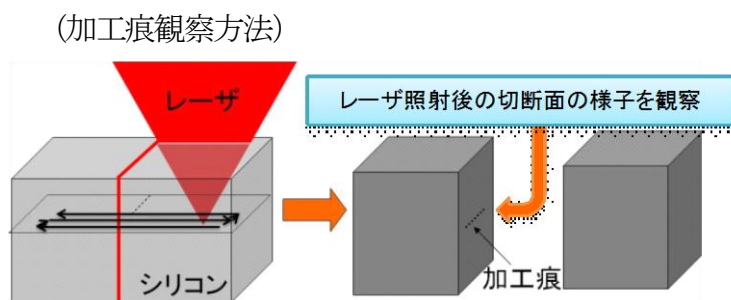 (加工痕観察方法)
レーザ
レーザ照射後の切断面の様子を観察
シリコン
加工痕